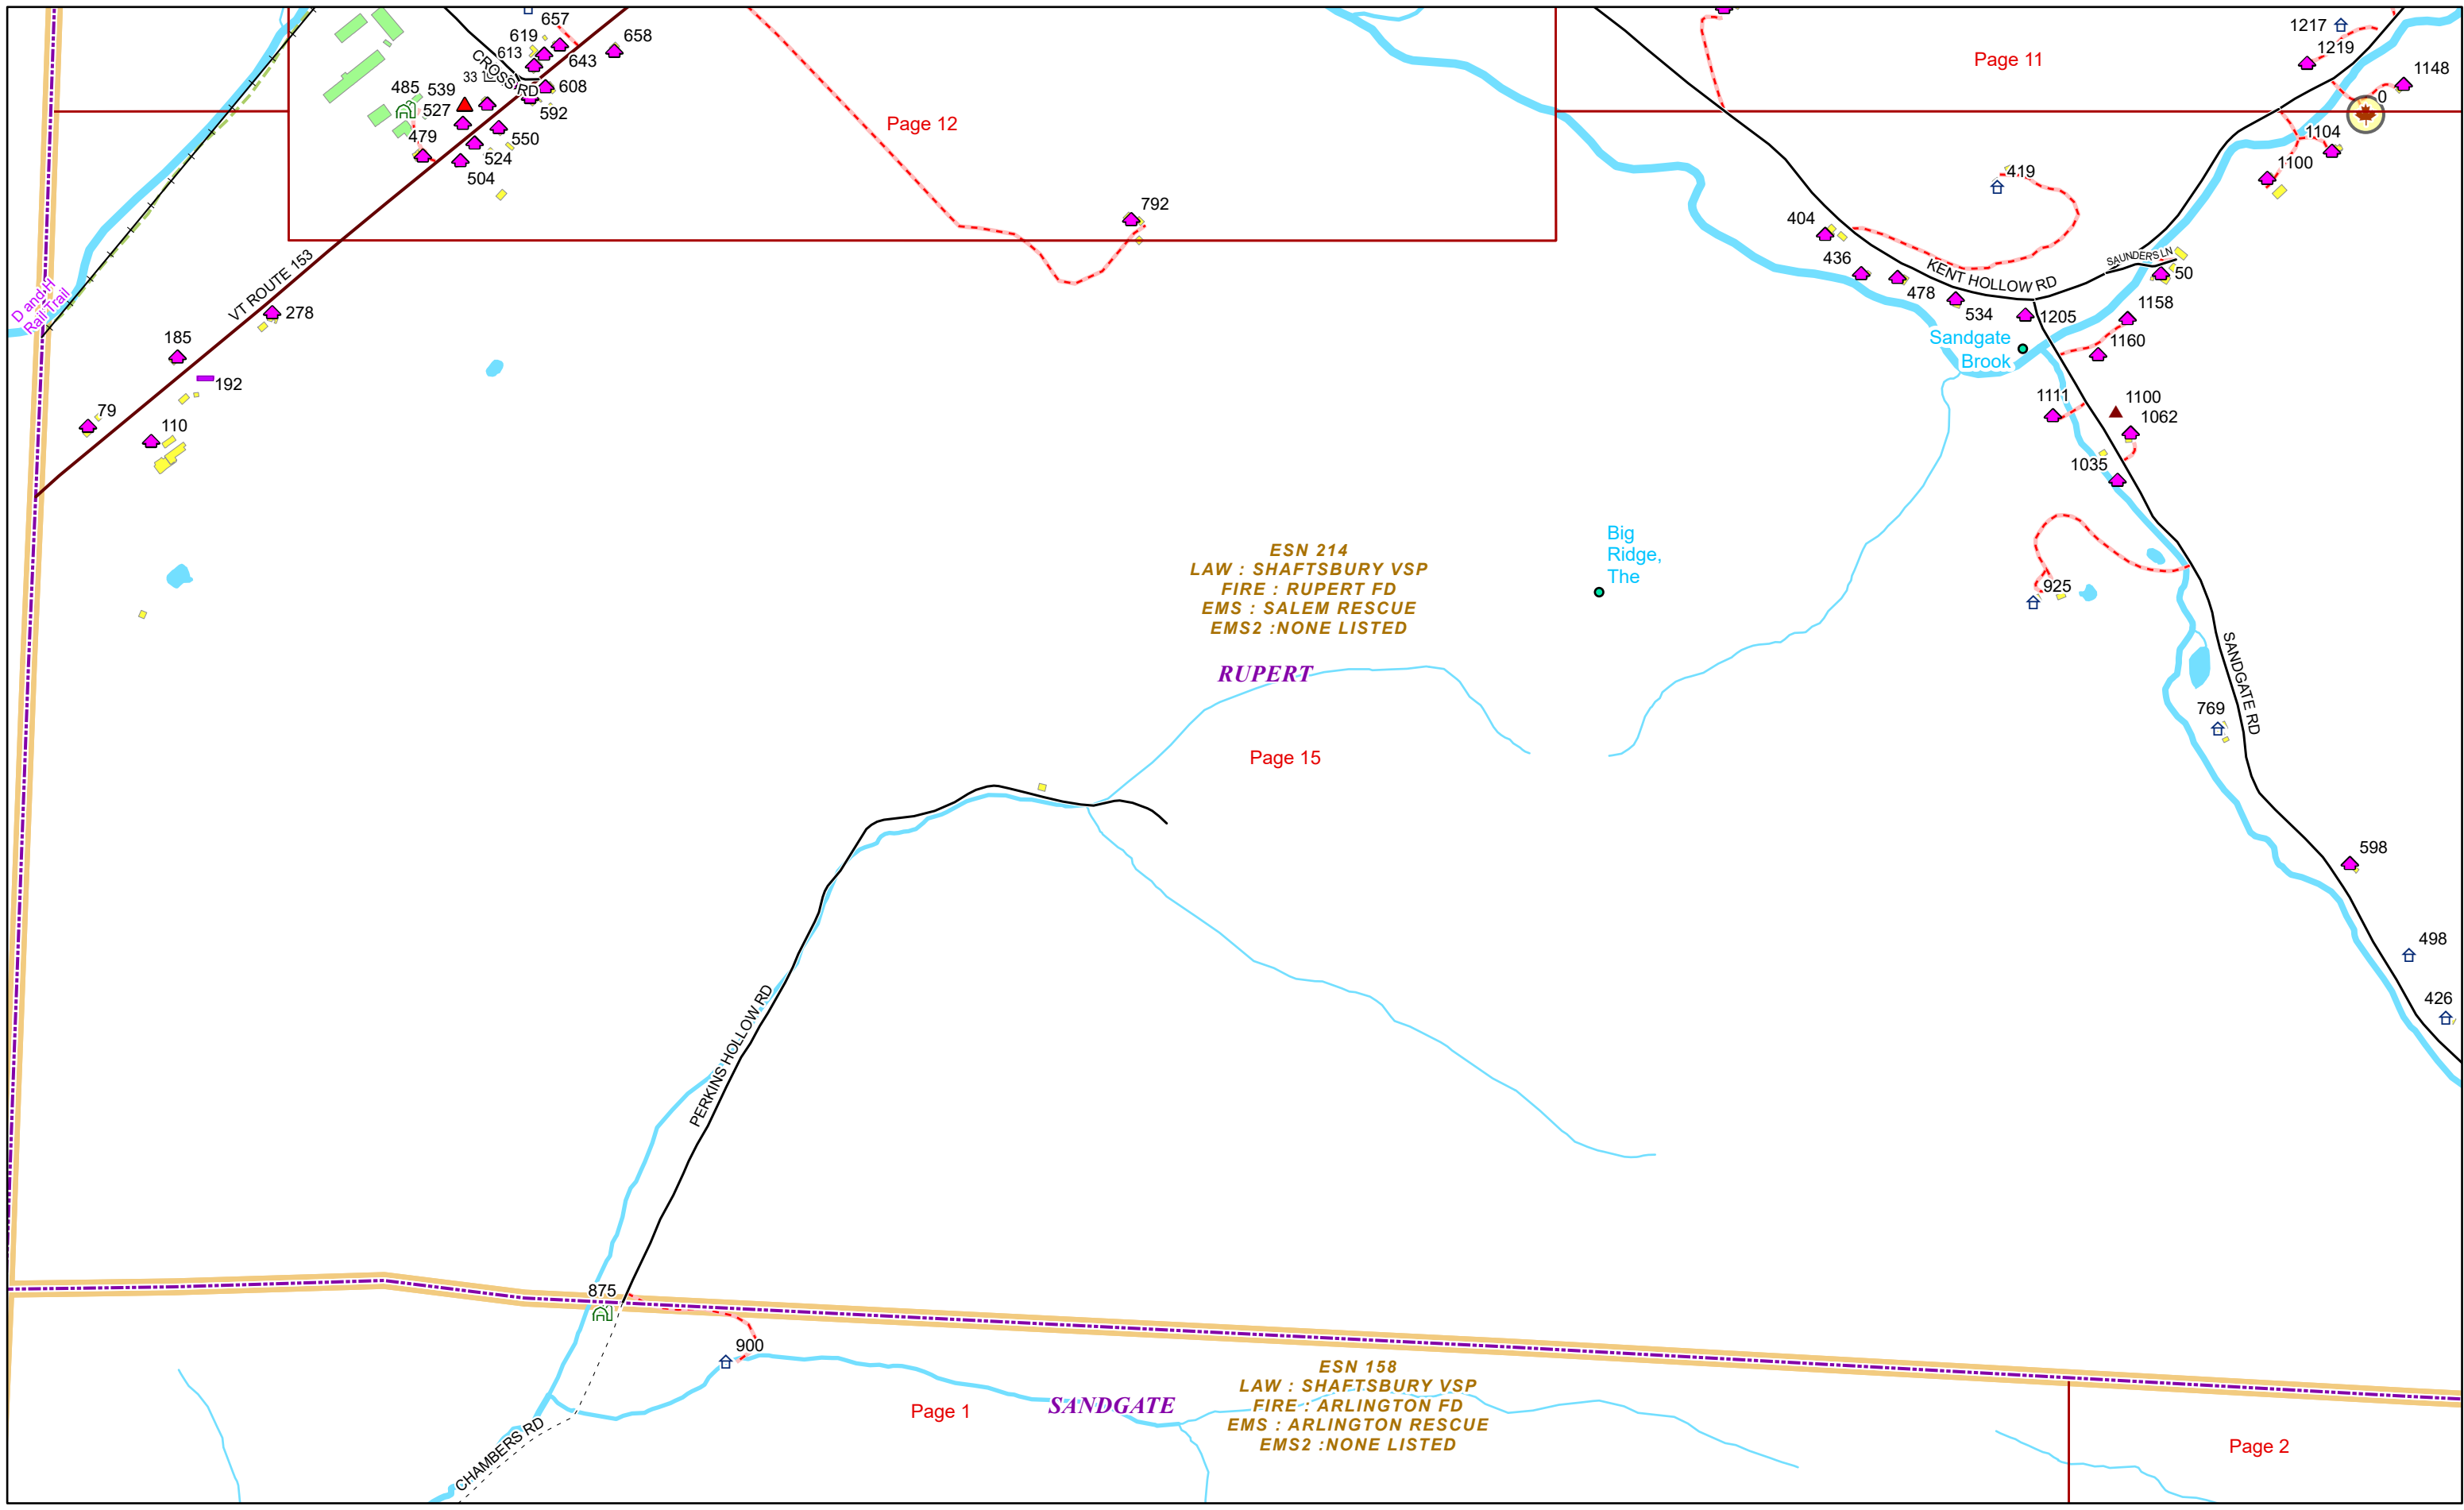 657
619
613
658
643
CROSS RD
33
485
539
527
608
592
479
550
524
504
Page 12
792
Page 11
1217
1219
1148
0
1104
1100
419
404
436
KENT HOLLOW RD
478
534
SAUNDERS LN
50
1158
1205
1160
Sandgate
Brook
D and H
Rail Trail
VT ROUTE 153
278
185
192
79
110
1111
1100
1062
1035
ESN 214
LAW : SHAFTSBURY VSP
FIRE : RUPERT FD
EMS : SALEM RESCUE
EMS2 :NONE LISTED
Big
Ridge,
The
925
RUPERT
SANDGATE RD
769
Page 15
598
498
426
PERKINS HOLLOW RD
875
900
ESN 158
LAW : SHAFTSBURY VSP
FIRE : ARLINGTON FD
EMS : ARLINGTON RESCUE
EMS2 :NONE LISTED
SANDGATE
Page 1
CHAMBERS RD
Page 2